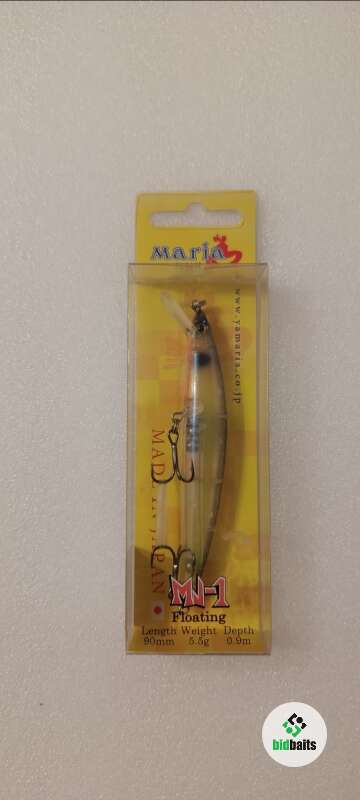 Maria
www.yamaria.co.jp
MADE IN JAPAN
MJ-1
Floating
Length Weight Depth
90mm 5.5g 0.9m
bidbaits